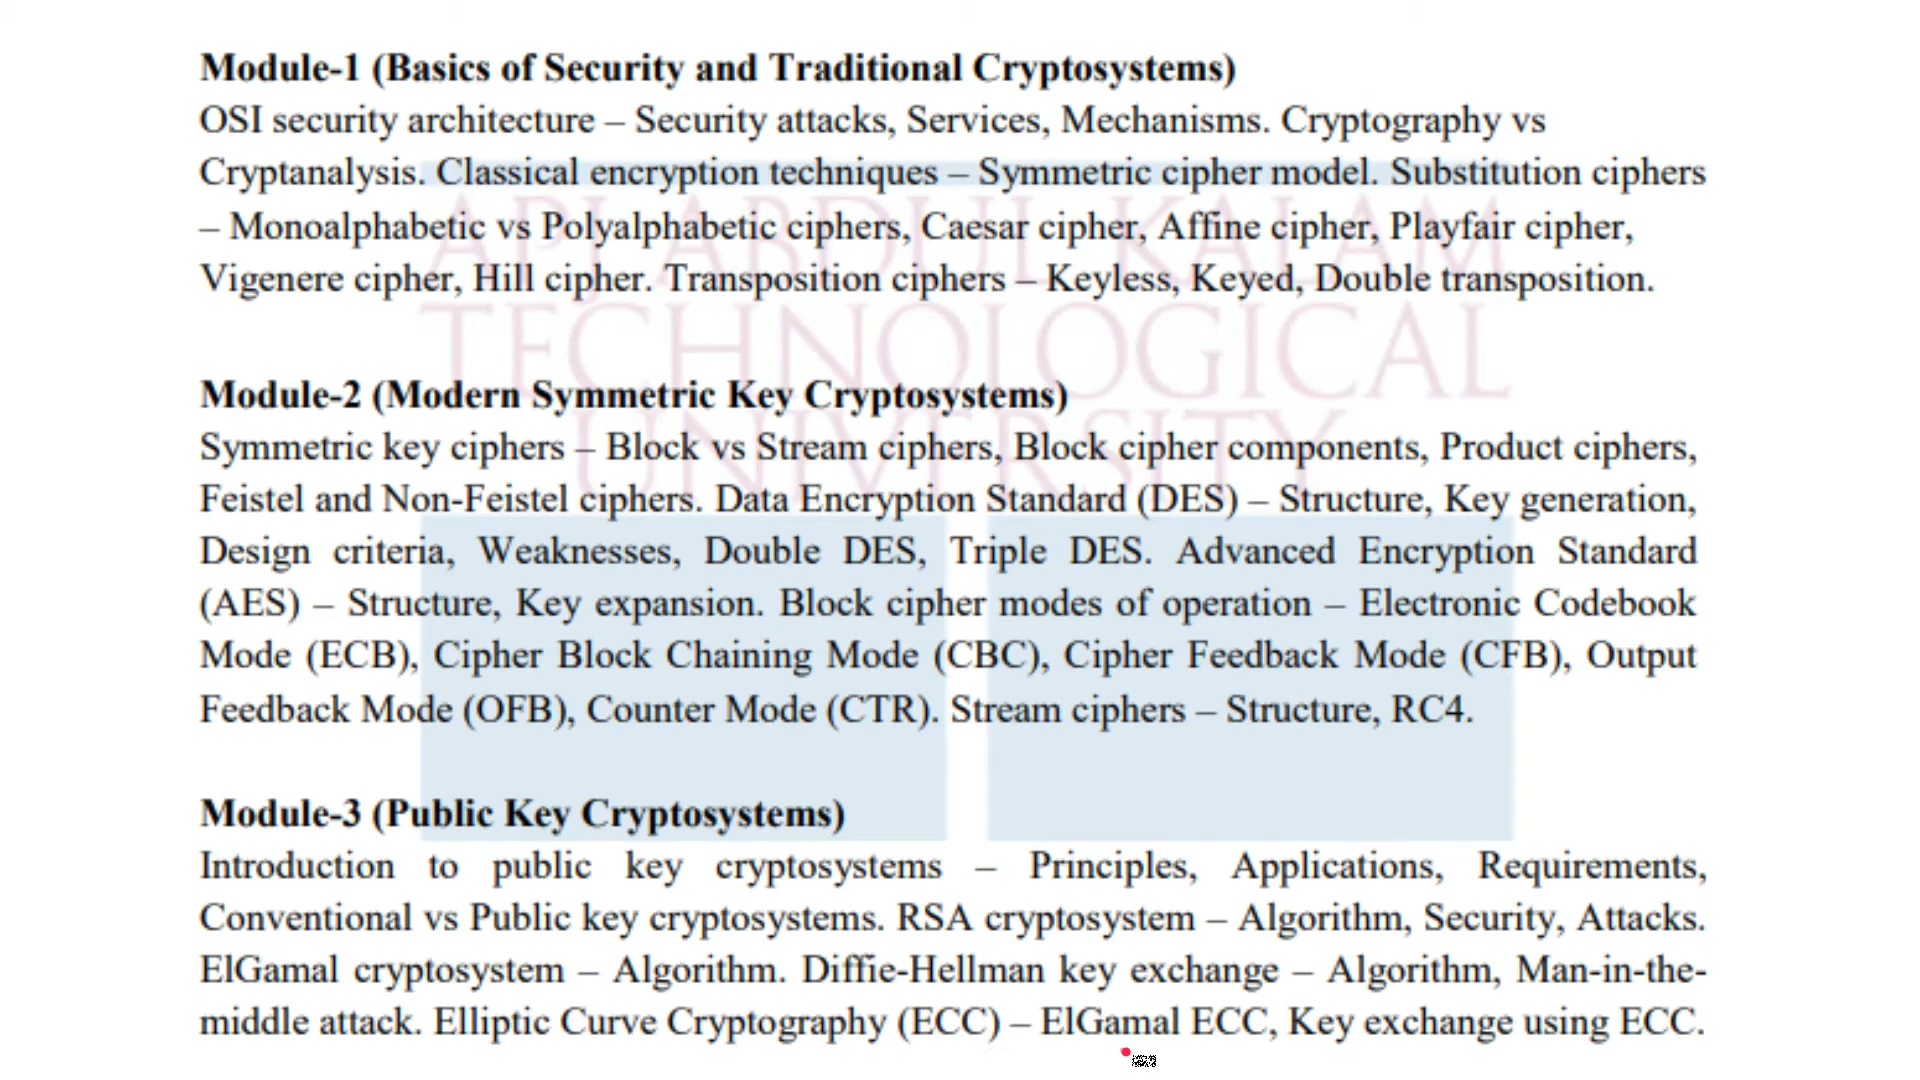 Module-1 (Basics of Security and Traditional Cryptosystems)
OSI security architecture – Security attacks, Services, Mechanisms. Cryptography vs
Cryptanalysis. Classical encryption techniques – Symmetric cipher model. Substitution ciphers
– Monoalphabetic vs Polyalphabetic ciphers, Caesar cipher, Affine cipher, Playfair cipher,
Vigenere cipher, Hill cipher. Transposition ciphers – Keyless, Keyed, Double transposition.
APJ ABDUL KALAM
TECHNOLOGICAL
UNIVERSITY
Module-2 (Modern Symmetric Key Cryptosystems)
Symmetric key ciphers – Block vs Stream ciphers, Block cipher components, Product ciphers,
Feistel and Non-Feistel ciphers. Data Encryption Standard (DES) – Structure, Key generation,
Design criteria, Weaknesses, Double DES, Triple DES. Advanced Encryption Standard
(AES) – Structure, Key expansion. Block cipher modes of operation – Electronic Codebook
Mode (ECB), Cipher Block Chaining Mode (CBC), Cipher Feedback Mode (CFB), Output
Feedback Mode (OFB), Counter Mode (CTR). Stream ciphers – Structure, RC4.
Module-3 (Public Key Cryptosystems)
Introduction to public key cryptosystems – Principles, Applications, Requirements,
Conventional vs Public key cryptosystems. RSA cryptosystem – Algorithm, Security, Attacks.
ElGamal cryptosystem – Algorithm. Diffie-Hellman key exchange – Algorithm, Man-in-the-
middle attack. Elliptic Curve Cryptography (ECC) – ElGamal ECC, Key exchange using ECC.